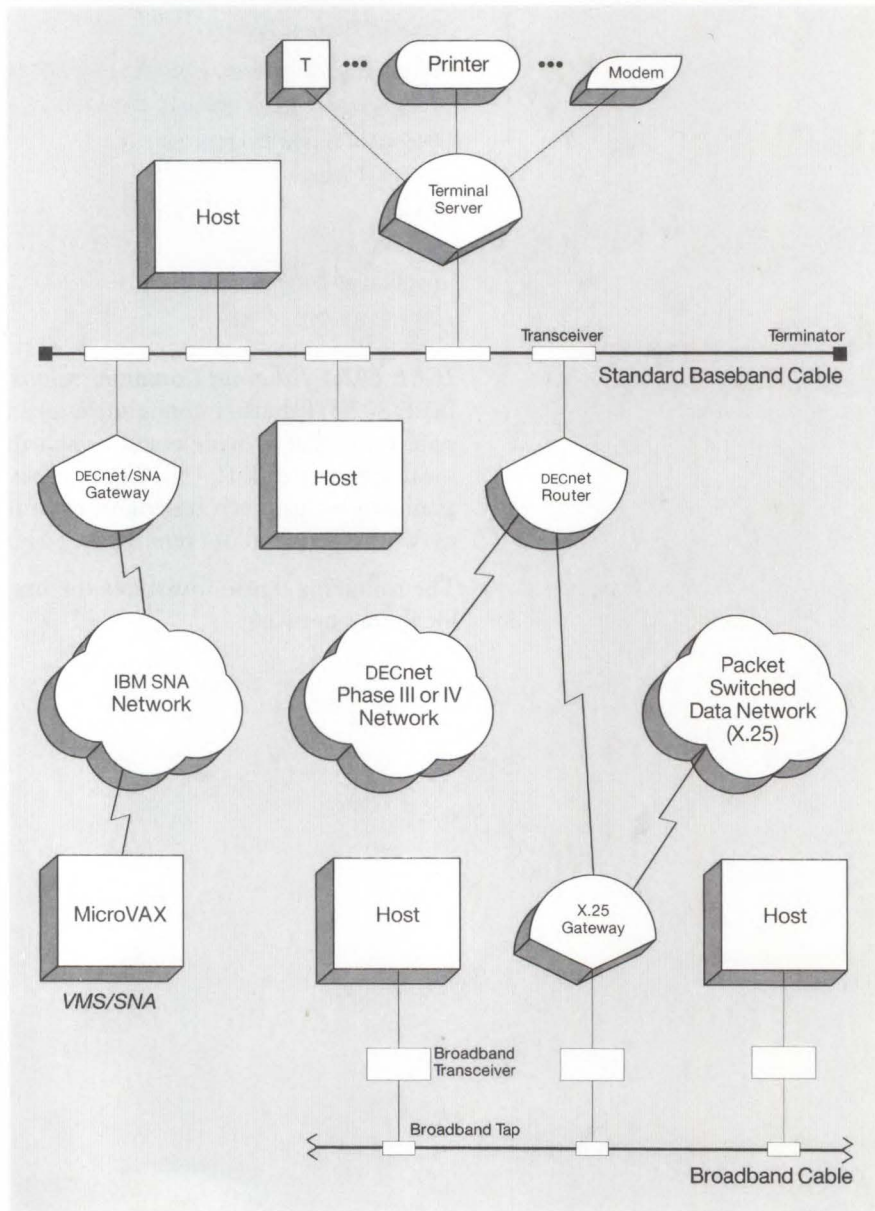 T ••• Printer ••• Modem
Terminal
Server
Host
Transceiver
Terminator
Standard Baseband Cable
DECnet/SNA
Gateway
Host
DECnet
Router
IBM SNA
Network
DECnet
Phase III or IV
Network
Packet
Switched
Data Network
(X.25)
MicroVAX
VMS/SNA
Host
X.25
Gateway
Host
Broadband
Transceiver
Broadband Tap
Broadband Cable